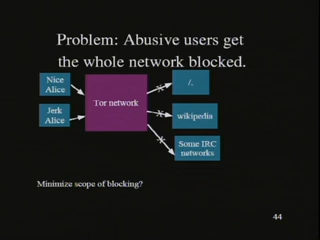 Problem: Abusive users get
the whole network blocked.
Nice
Alice
Jerk
Alice
Tor network
/.
wikipedia
Some IRC
networks
Minimize scope of blocking?
44